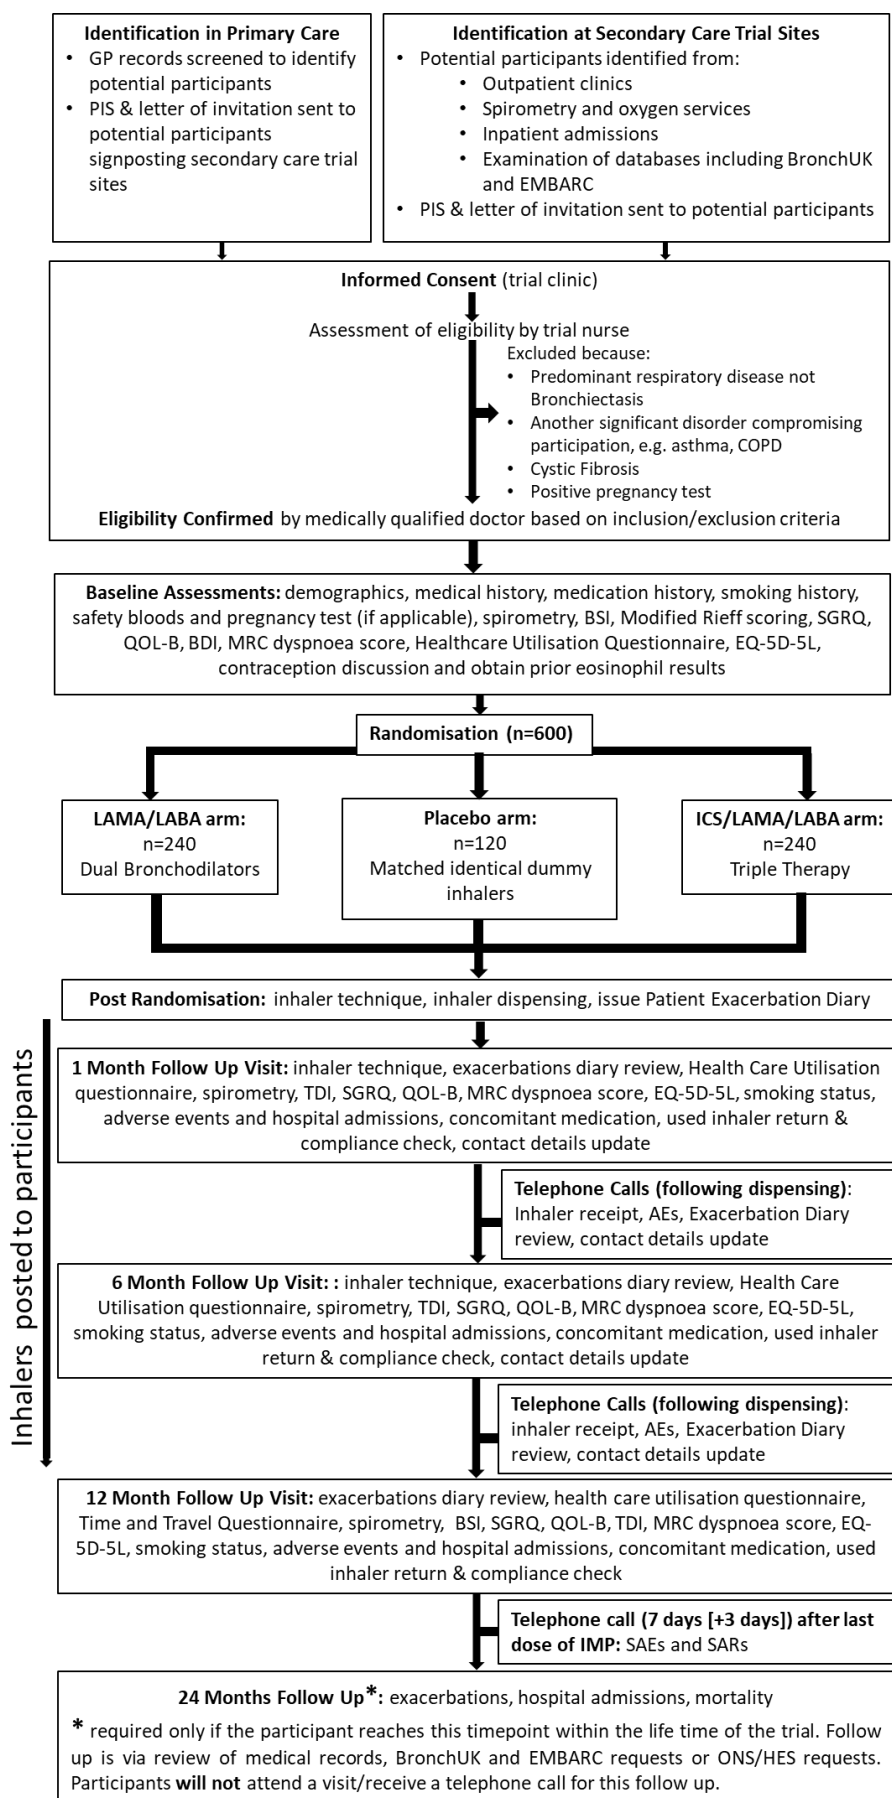 Identification in Primary Care
• GP records screened to identify
potential participants
• PIS & letter of invitation sent to
potential participants
signposting secondary care trial
sites
Identification at Secondary Care Trial Sites
• Potential participants identified from:
• Outpatient clinics
• Spirometry and oxygen services
• Inpatient admissions
• Examination of databases including BronchUK
and EMBARC
• PIS & letter of invitation sent to potential participants
Informed Consent (trial clinic)
Assessment of eligibility by trial nurse
Excluded because:
• Predominant respiratory disease not
Bronchiectasis
• Another significant disorder compromising
participation, e.g. asthma, COPD
• Cystic Fibrosis
• Positive pregnancy test
Eligibility Confirmed by medically qualified doctor based on inclusion/exclusion criteria
Baseline Assessments: demographics, medical history, medication history, smoking history,
safety bloods and pregnancy test (if applicable), spirometry, BSI, Modified Rieff scoring, SGRQ,
QOL-B, BDI, MRC dyspnoea score, Healthcare Utilisation Questionnaire, EQ-5D-5L,
contraception discussion and obtain prior eosinophil results
Randomisation (n=600)
LAMA/LABA arm:
n=240
Dual Bronchodilators
Placebo arm:
n=120
Matched identical dummy
inhalers
ICS/LAMA/LABA arm:
n=240
Triple Therapy
Post Randomisation: inhaler technique, inhaler dispensing, issue Patient Exacerbation Diary
Inhalers posted to participants
1 Month Follow Up Visit: inhaler technique, exacerbations diary review, Health Care Utilisation
questionnaire, spirometry, TDI, SGRQ, QOL-B, MRC dyspnoea score, EQ-5D-5L, smoking status,
adverse events and hospital admissions, concomitant medication, used inhaler return &
compliance check, contact details update
Telephone Calls (following dispensing):
Inhaler receipt, AEs, Exacerbation Diary
review, contact details update
6 Month Follow Up Visit: : inhaler technique, exacerbations diary review, Health Care
Utilisation questionnaire, spirometry, TDI, SGRQ, QOL-B, MRC dyspnoea score, EQ-5D-5L,
smoking status, adverse events and hospital admissions, concomitant medication, used inhaler
return & compliance check, contact details update
Telephone Calls (following dispensing):
inhaler receipt, AEs, Exacerbation Diary
review, contact details update
12 Month Follow Up Visit: exacerbations diary review, health care utilisation questionnaire,
Time and Travel Questionnaire, spirometry, BSI, SGRQ, QOL-B, TDI, MRC dyspnoea score, EQ-
5D-5L, smoking status, adverse events and hospital admissions, concomitant medication, used
inhaler return & compliance check
Telephone call (7 days [+3 days]) after last
dose of IMP: SAEs and SARs
24 Months Follow Up*: exacerbations, hospital admissions, mortality
* required only if the participant reaches this timepoint within the life time of the trial. Follow
up is via review of medical records, BronchUK and EMBARC requests or ONS/HES requests.
Participants will not attend a visit/receive a telephone call for this follow up.